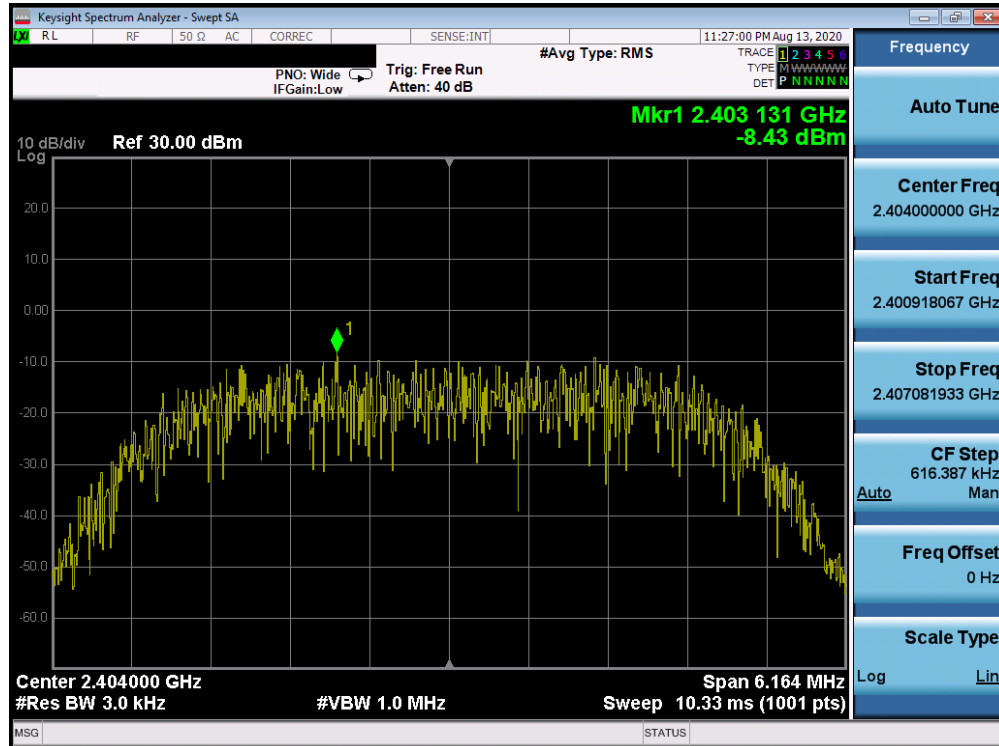 Keysight Spectrum Analyzer - Swept SA
LXI RL RF 50 Ω AC CORREC SENSE:INT 11:27:00 PM Aug 13, 2020
#Avg Type: RMS
TRACE 1 2 3 4 5 6
TYPE M W W W W W
DET P N N N N N
PNO: Wide
IFGain:Low
Trig: Free Run
Atten: 40 dB
Mkr1 2.403 131 GHz
-8.43 dBm
10 dB/div Ref 30.00 dBm
Log
20.0
10.0
0.00
-10.0
-20.0
-30.0
-40.0
-50.0
-60.0
1
Center 2.404000 GHz Span 6.164 MHz
#Res BW 3.0 kHz #VBW 1.0 MHz Sweep 10.33 ms (1001 pts)
MSG STATUS
Frequency
Auto Tune
Center Freq
2.404000000 GHz
Start Freq
2.400918067 GHz
Stop Freq
2.407081933 GHz
CF Step
616.387 kHz
Auto Man
Freq Offset
0 Hz
Scale Type
Log Lin